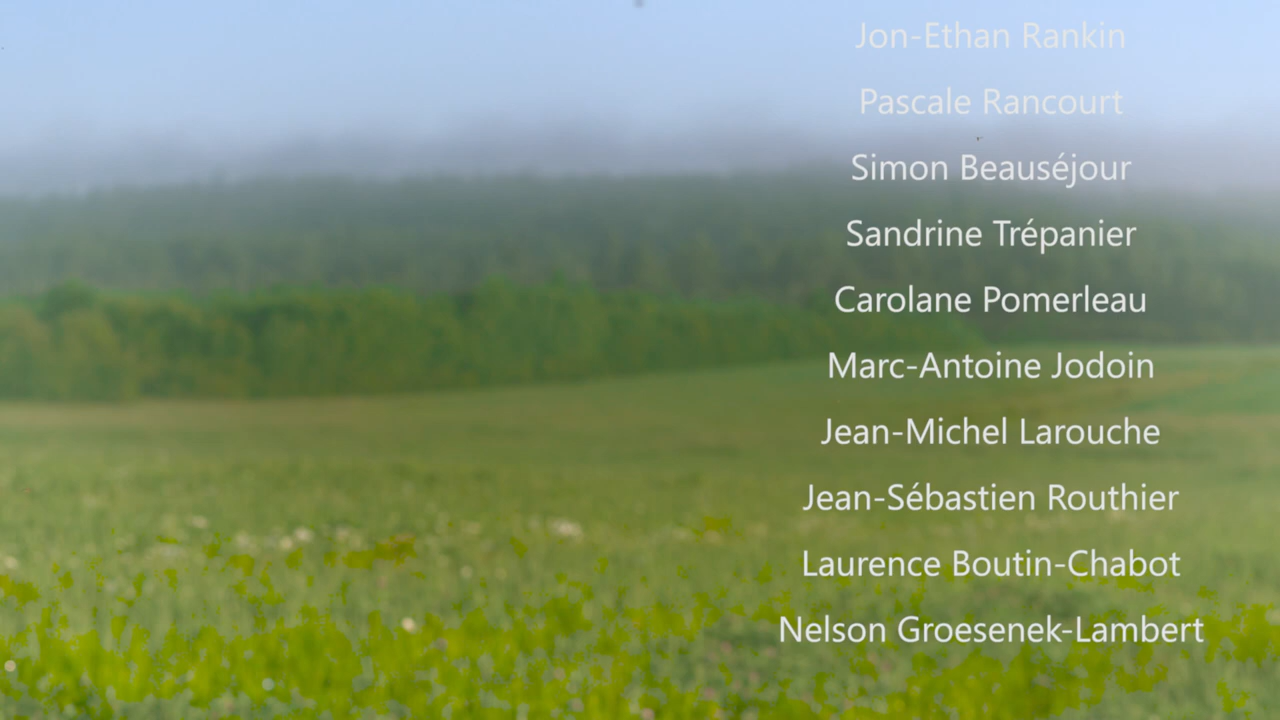 Jon-Ethan Rankin
Pascale Rancourt
Simon Beauséjour
Sandrine Trépanier
Carolane Pomerleau
Marc-Antoine Jodoin
Jean-Michel Larouche
Jean-Sébastien Routhier
Laurence Boutin-Chabot
Nelson Groesenek-Lambert